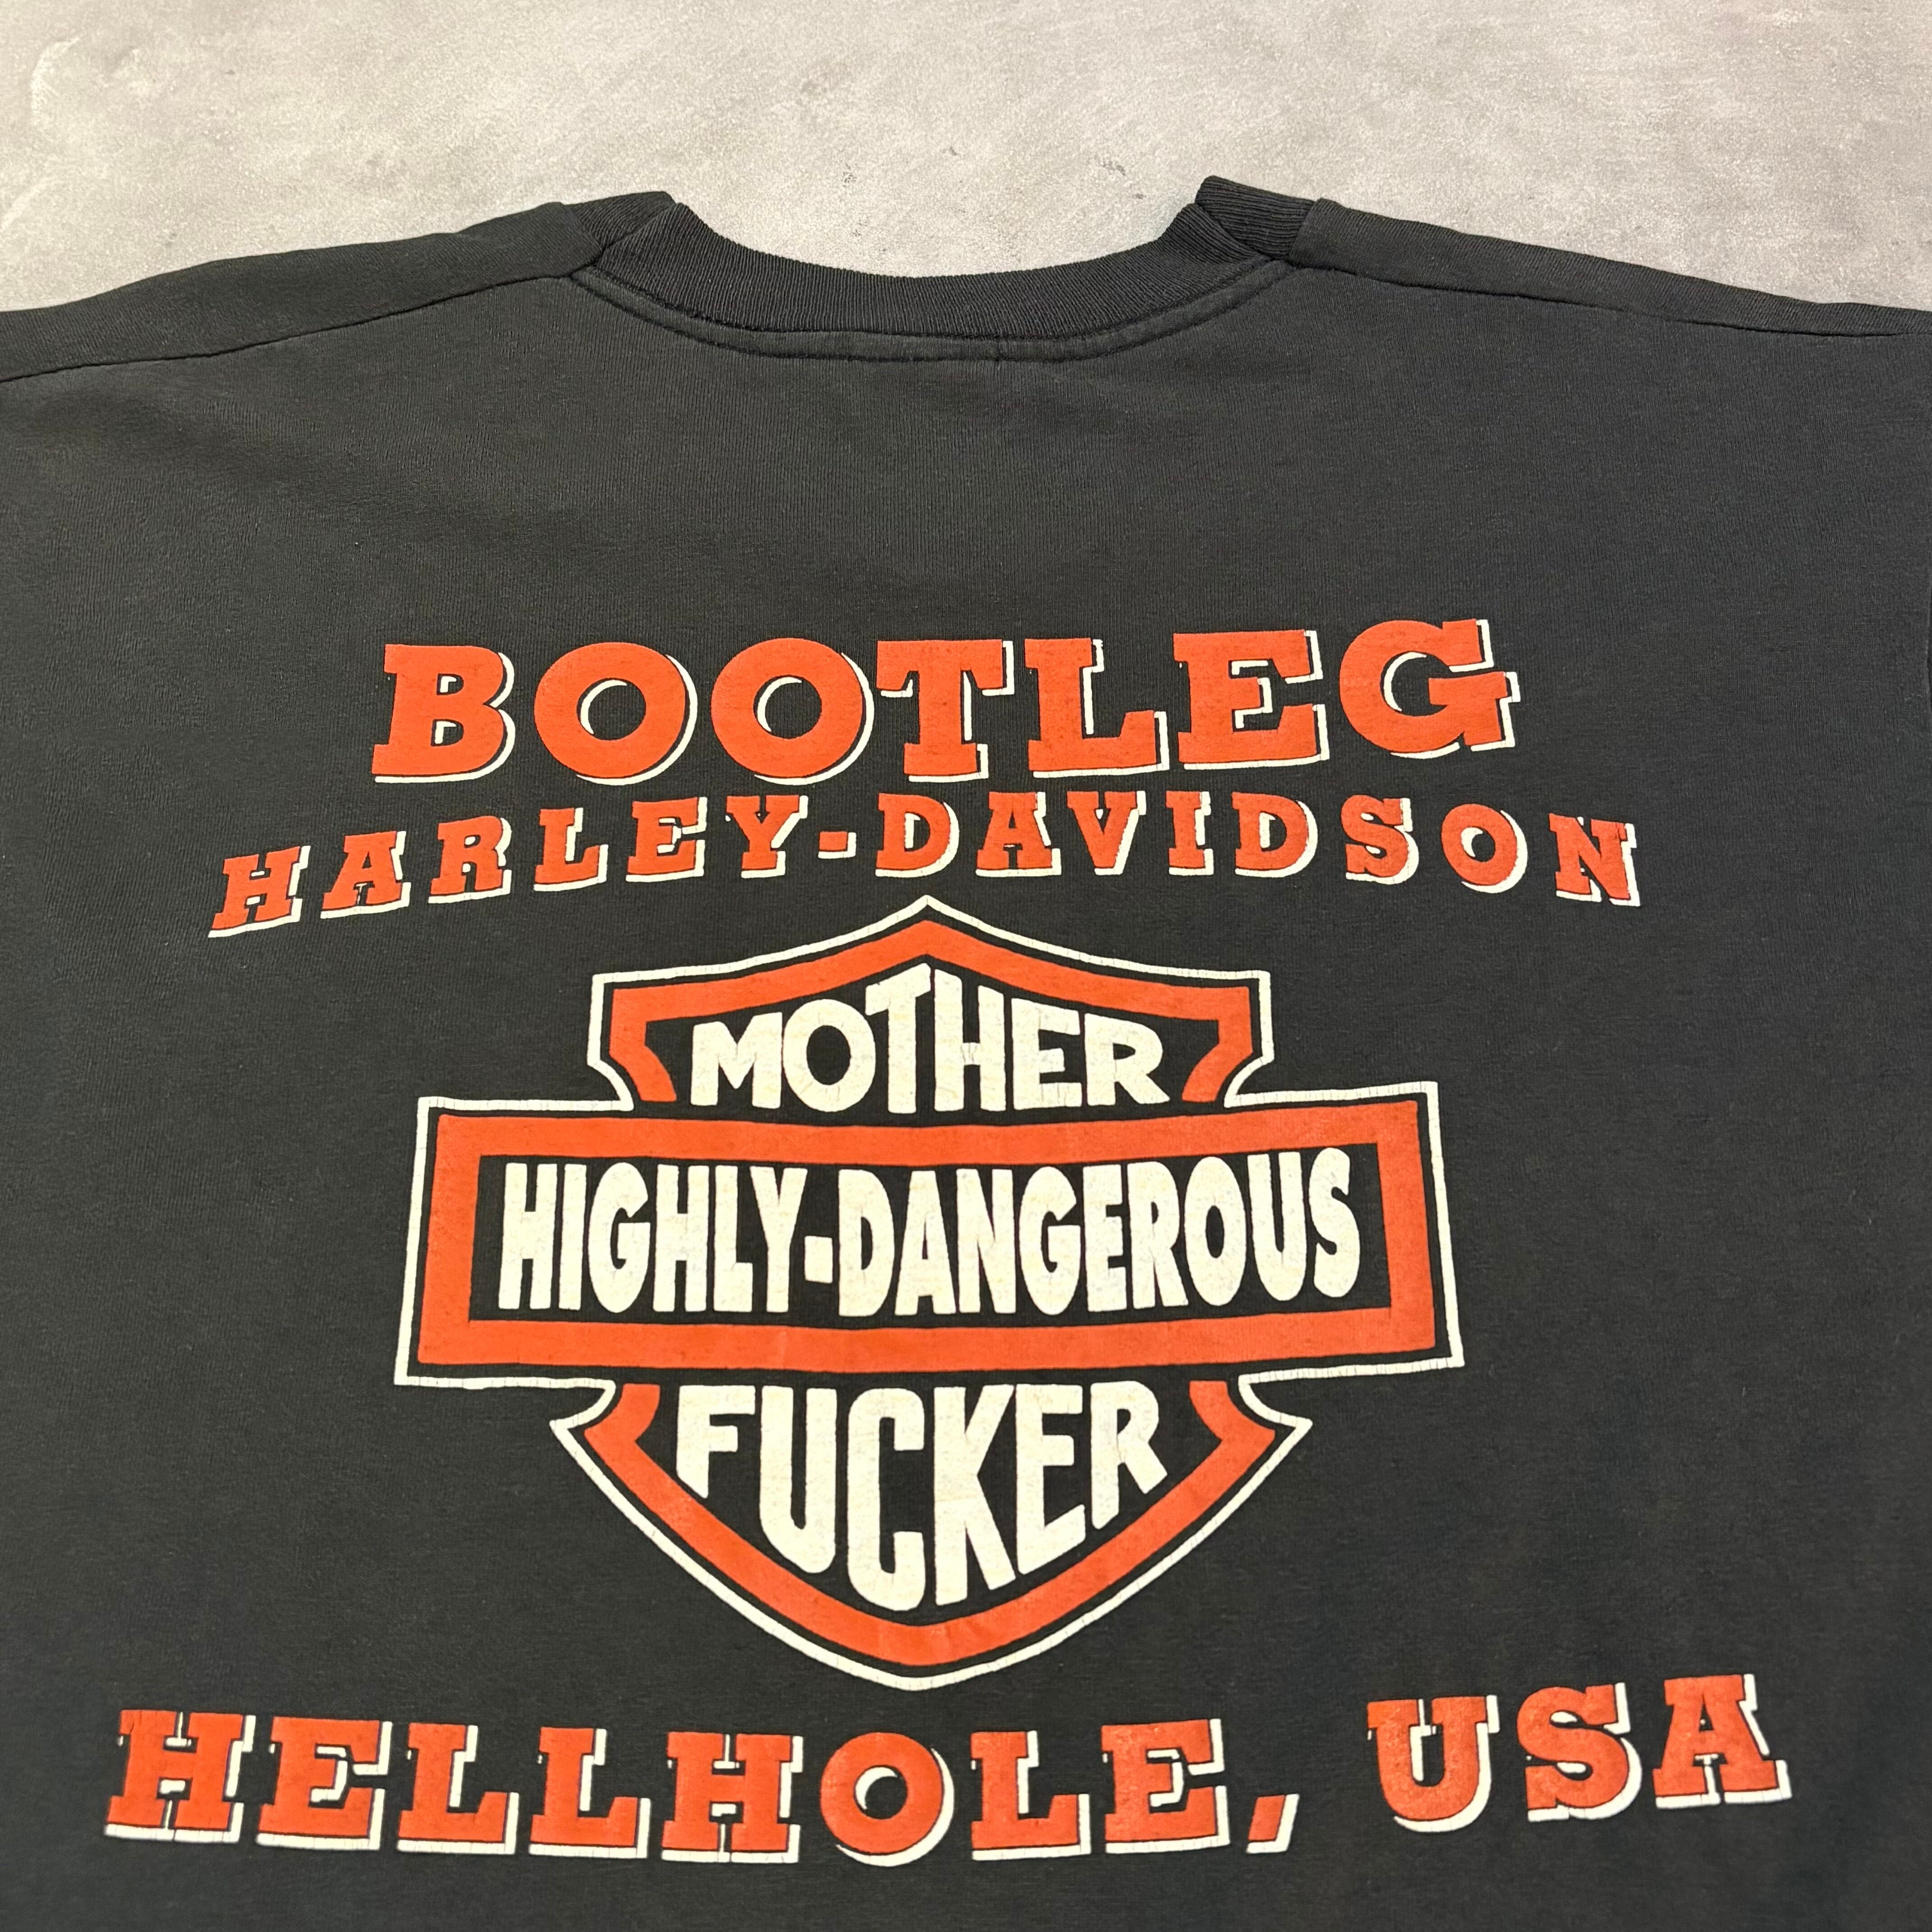 BOOTLEG
HARLEY-DAVIDSON
MOTHER
HIGHLY-DANGEROUS
FUCKER
HELLHOLE, USA